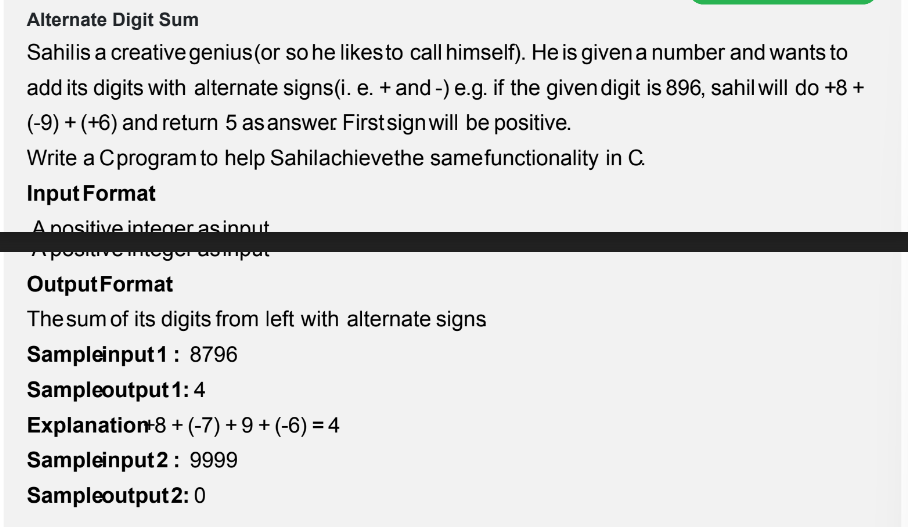 Alternate Digit Sum
Sahil is a creative genius (or so he likes to call himself). He is given a number and wants to
add its digits with alternate signs(i. e. + and -) e.g. if the given digit is 896, sahil will do +8 +
(-9) + (+6) and return 5 as answer. First sign will be positive.
Write a C program to help Sahil achieve the same functionality in C.
Input Format
A positive integer as input
A positive integer as input
Output Format
The sum of its digits from left with alternate signs
Sample input 1 : 8796
Sample output 1: 4
Explanation +8 + (-7) + 9 + (-6) = 4
Sample input 2 : 9999
Sample output 2: 0